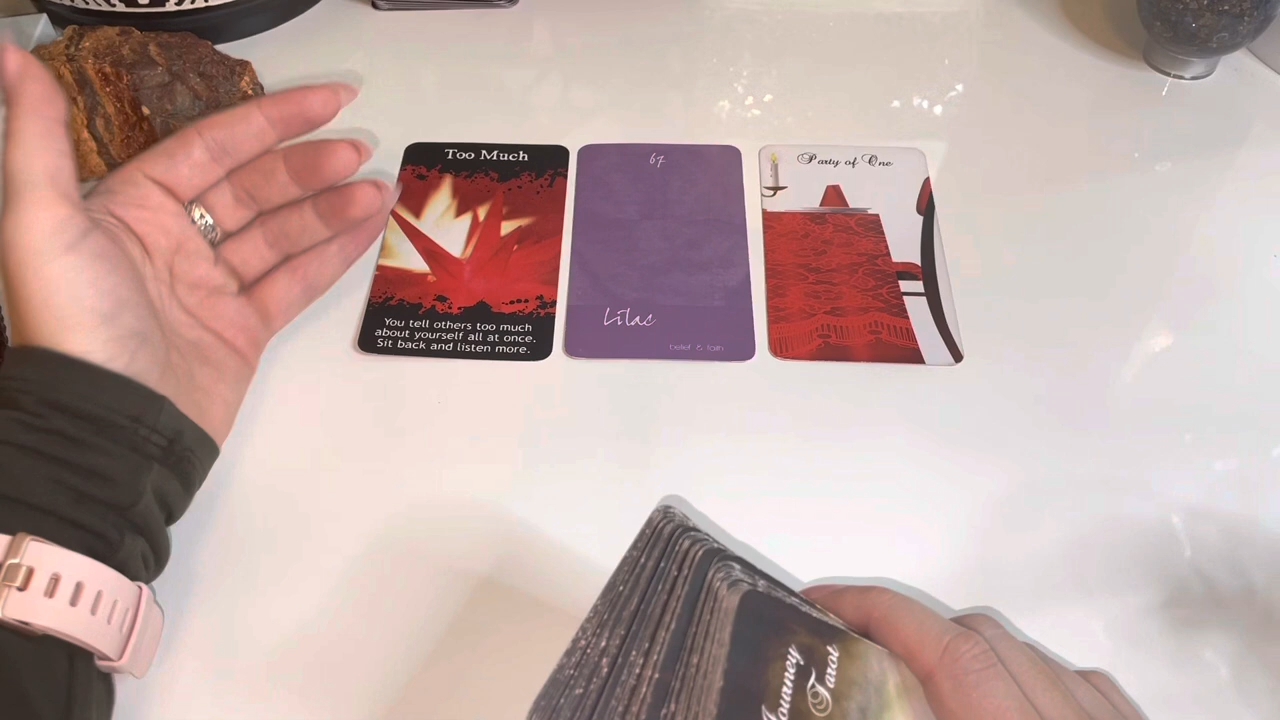 Too Much
You tell others too much
about yourself all at once.
Sit back and listen more.
67
Lilac
belief & faith
Party of One
Journey
Tarot